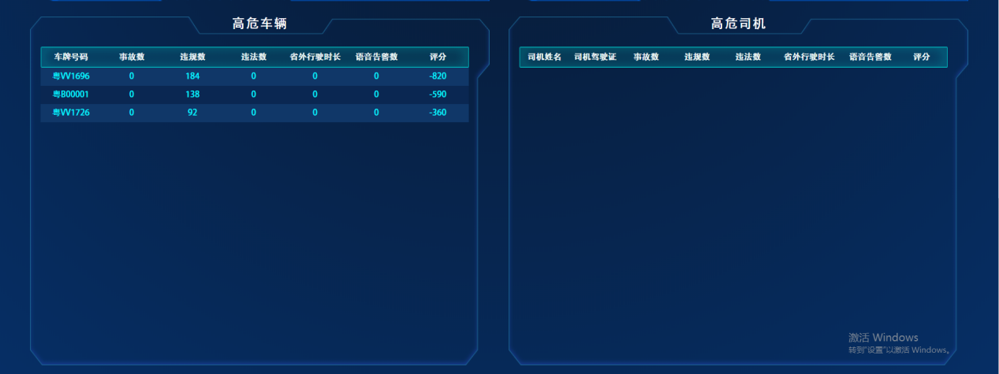 高危车辆
车牌号码 事故数 违规数 违法数 省外行驶时长 语音告警数 评分
粤VV1696 0 184 0 0 0 -820
粤B00001 0 138 0 0 0 -590
粤VV1726 0 92 0 0 0 -360
高危司机
司机姓名 司机驾驶证 事故数 违规数 违法数 省外行驶时长 语音告警数 评分
激活 Windows
转到"设置"以激活 Windows。